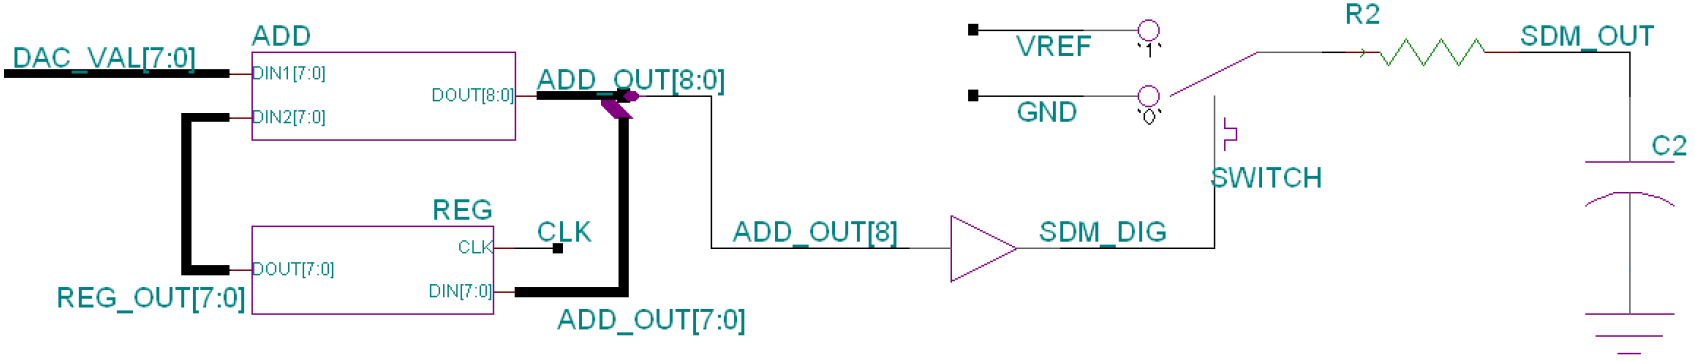 DAC_VAL[7:0]
ADD
DIN1[7:0]
DIN2[7:0]
DOUT[8:0]
ADD_OUT[8:0]
REG
CLK
CLK
DOUT[7:0]
DIN[7:0]
REG_OUT[7:0]
ADD_OUT[7:0]
ADD_OUT[8]
SDM_DIG
VREF
'1'
GND
'0'
SWITCH
R2
SDM_OUT
C2